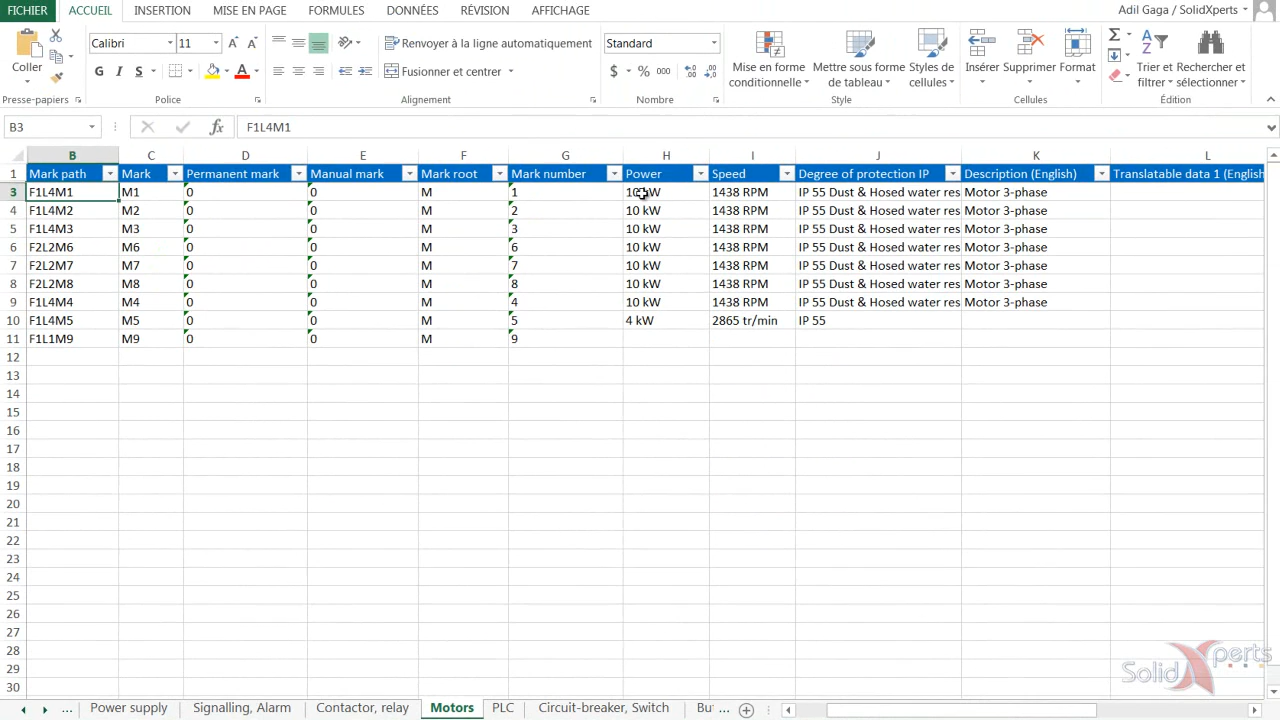 FICHIER ACCUEIL INSERTION MISE EN PAGE FORMULES DONNÉES RÉVISION AFFICHAGE Adil Gaga / SolidXperts
Coller
Presse-papiers
Calibri 11
G I S A
Police
Renvoyer à la ligne automatiquement
Fusionner et centrer
Alignement
Standard
$ % 000
Nombre
Mise en forme conditionnelle
Mettre sous forme de tableau
Styles de cellules
Style
Insérer Supprimer Format
Cellules
Trier et filtrer
Rechercher et sélectionner
Édition
B3 fx F1L4M1
B C D E F G H I J K L
1 Mark path Mark Permanent mark Manual mark Mark root Mark number Power Speed Degree of protection IP Description (English) Translatable data 1 (English
3 F1L4M1 M1 0 0 M 1 10 kW 1438 RPM IP 55 Dust & Hosed water res Motor 3-phase
4 F1L4M2 M2 0 0 M 2 10 kW 1438 RPM IP 55 Dust & Hosed water res Motor 3-phase
5 F1L4M3 M3 0 0 M 3 10 kW 1438 RPM IP 55 Dust & Hosed water res Motor 3-phase
6 F2L2M6 M6 0 0 M 6 10 kW 1438 RPM IP 55 Dust & Hosed water res Motor 3-phase
7 F2L2M7 M7 0 0 M 7 10 kW 1438 RPM IP 55 Dust & Hosed water res Motor 3-phase
8 F2L2M8 M8 0 0 M 8 10 kW 1438 RPM IP 55 Dust & Hosed water res Motor 3-phase
9 F1L4M4 M4 0 0 M 4 10 kW 1438 RPM IP 55 Dust & Hosed water res Motor 3-phase
10 F1L4M5 M5 0 0 M 5 4 kW 2865 tr/min IP 55
11 F1L1M9 M9 0 0 M 9
12
13
14
15
16
17
18
19
20
21
22
23
24
25
26
27
28
29
30
SolidXperts
... Power supply Signalling, Alarm Contactor, relay Motors PLC Circuit-breaker, Switch Bu ...